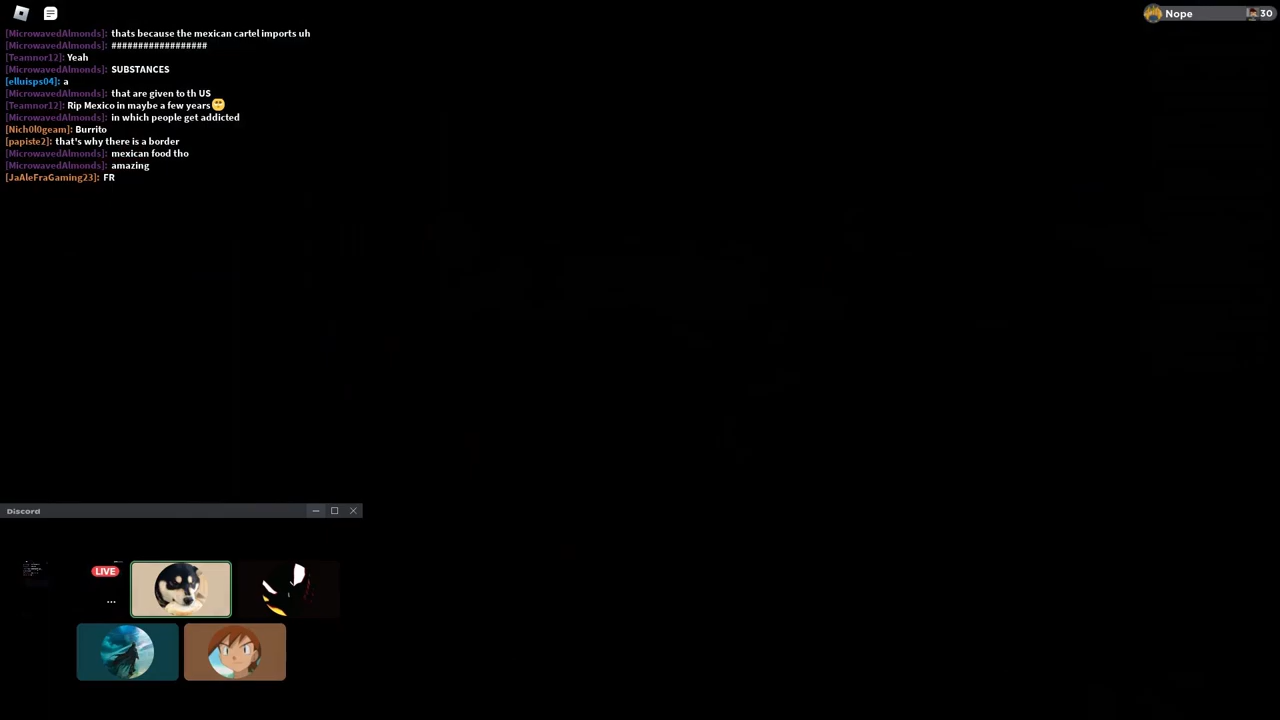 Nope
30
[MicrowavedAlmonds]: thats because the mexican cartel imports uh
[MicrowavedAlmonds]: ##################
[Teamnor12]: Yeah
[MicrowavedAlmonds]: SUBSTANCES
[elluisps04]: a
[MicrowavedAlmonds]: that are given to th US
[Teamnor12]: Rip Mexico in maybe a few years🥺
[MicrowavedAlmonds]: in which people get addicted
[Nich0l0geam]: Burrito
[papiste2]: that's why there is a border
[MicrowavedAlmonds]: mexican food tho
[MicrowavedAlmonds]: amazing
[JaAleFraGaming23]: FR
Discord
LIVE
...